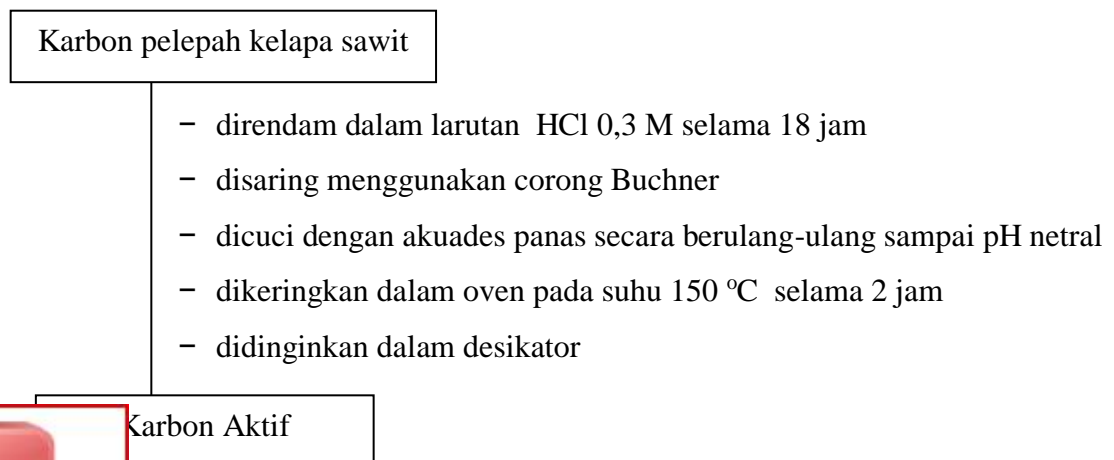 Karbon pelepah kelapa sawit
− direndam dalam larutan HCl 0,3 M selama 18 jam
− disaring menggunakan corong Buchner
− dicuci dengan akuades panas secara berulang-ulang sampai pH netral
− dikeringkan dalam oven pada suhu 150 ºC selama 2 jam
− didinginkan dalam desikator
Karbon Aktif